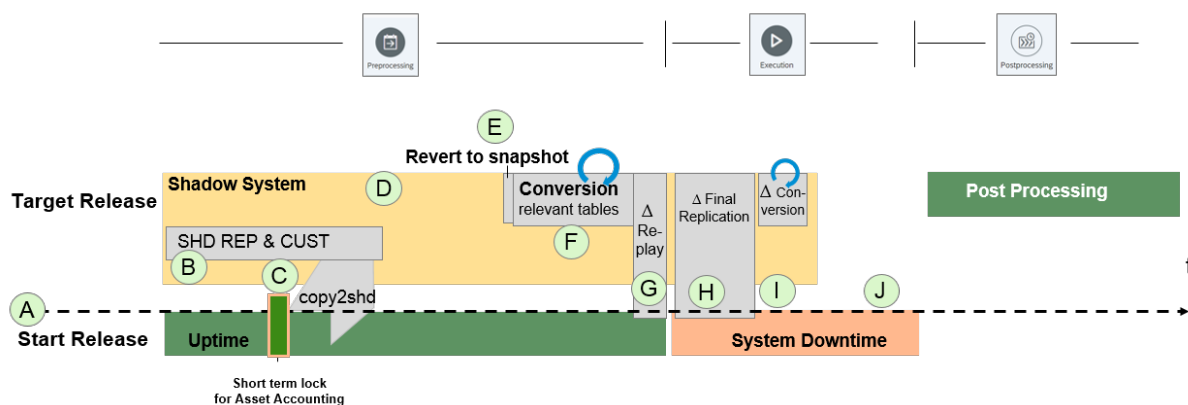 Preprocessing
Execution
Postprocessing
E
Revert to snapshot
Target Release
Shadow System
D
Conversion
relevant tables
F
Δ
Re-
play
Δ Final
Replication
Δ Con-
version
Post Processing
SHD REP & CUST
B
C
copy2shd
G
H
I
J
t
A
Start Release
Uptime
System Downtime
Short term lock
for Asset Accounting